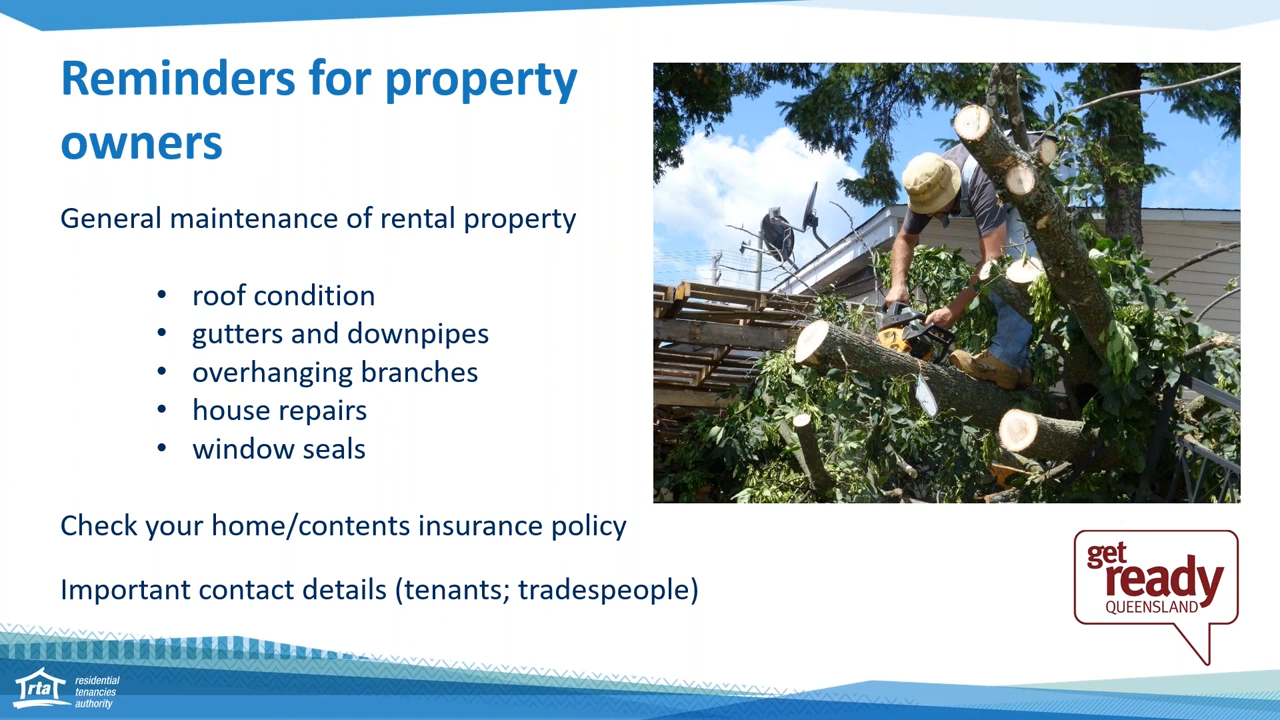 Reminders for property
owners
General maintenance of rental property
• roof condition
• gutters and downpipes
• overhanging branches
• house repairs
• window seals
Check your home/contents insurance policy
Important contact details (tenants; tradespeople)
get
ready
QUEENSLAND
rta
residential
tenancies
authority